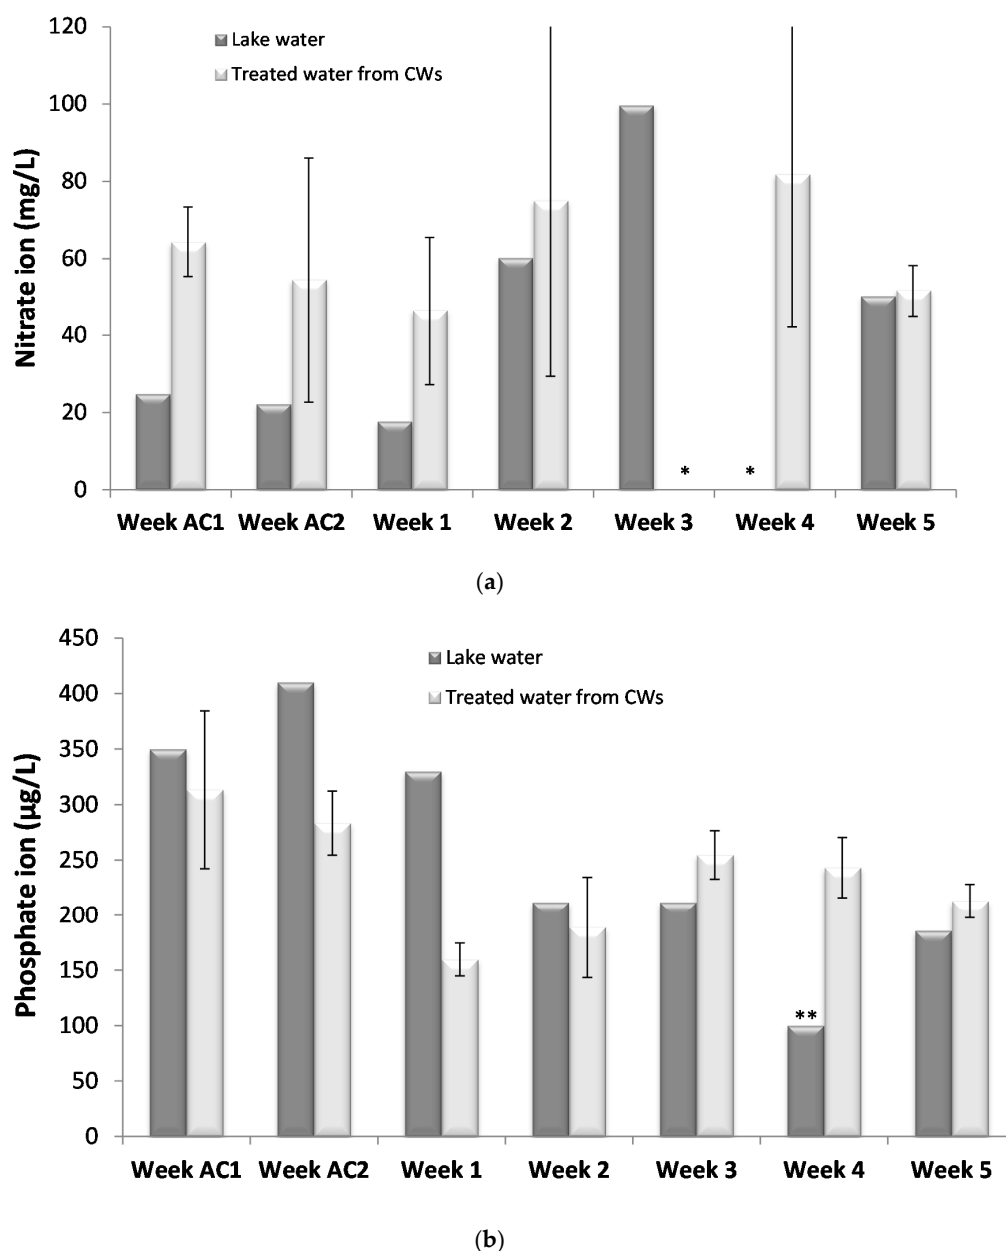 120
100
80
60
40
20
0
Nitrate ion (mg/L)
Lake water
Treated water from CWs
*
*
Week AC1 Week AC2 Week 1 Week 2 Week 3 Week 4 Week 5
(a)
450
400
350
300
250
200
150
100
50
0
Phosphate ion (µg/L)
Lake water
Treated water from CWs
**
Week AC1 Week AC2 Week 1 Week 2 Week 3 Week 4 Week 5
(b)